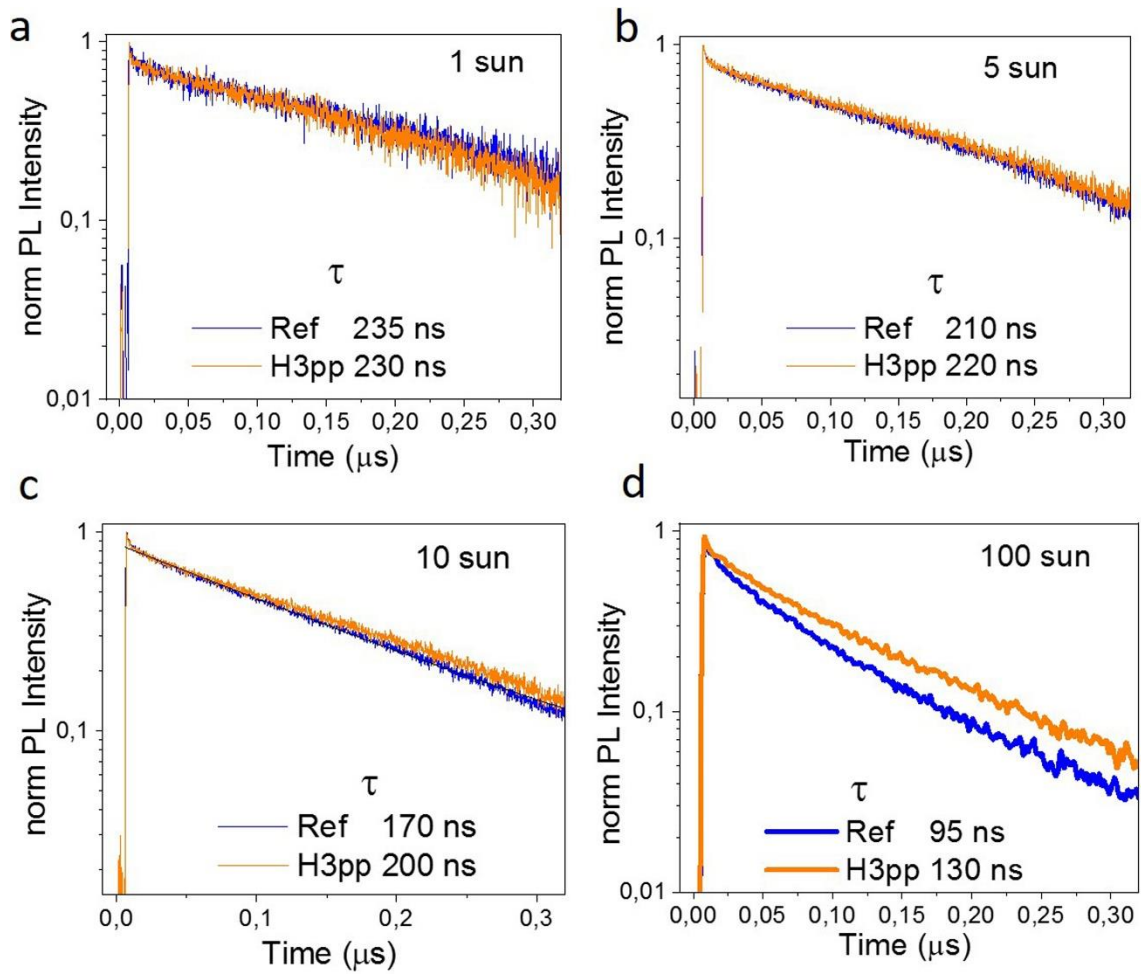 a
1 sun
1
0,1
0,01
norm PL Intensity
τ
Ref 235 ns
H3pp 230 ns
0,00 0,05 0,10 0,15 0,20 0,25 0,30
Time (μs)
b
5 sun
1
0,1
norm PL Intensity
τ
Ref 210 ns
H3pp 220 ns
0,00 0,05 0,10 0,15 0,20 0,25 0,30
Time (μs)
c
10 sun
1
0,1
norm PL Intensity
τ
Ref 170 ns
H3pp 200 ns
0,0 0,1 0,2 0,3
Time (μs)
d
100 sun
1
0,1
0,01
norm PL Intensity
τ
Ref 95 ns
H3pp 130 ns
0,00 0,05 0,10 0,15 0,20 0,25 0,30
Time (μs)